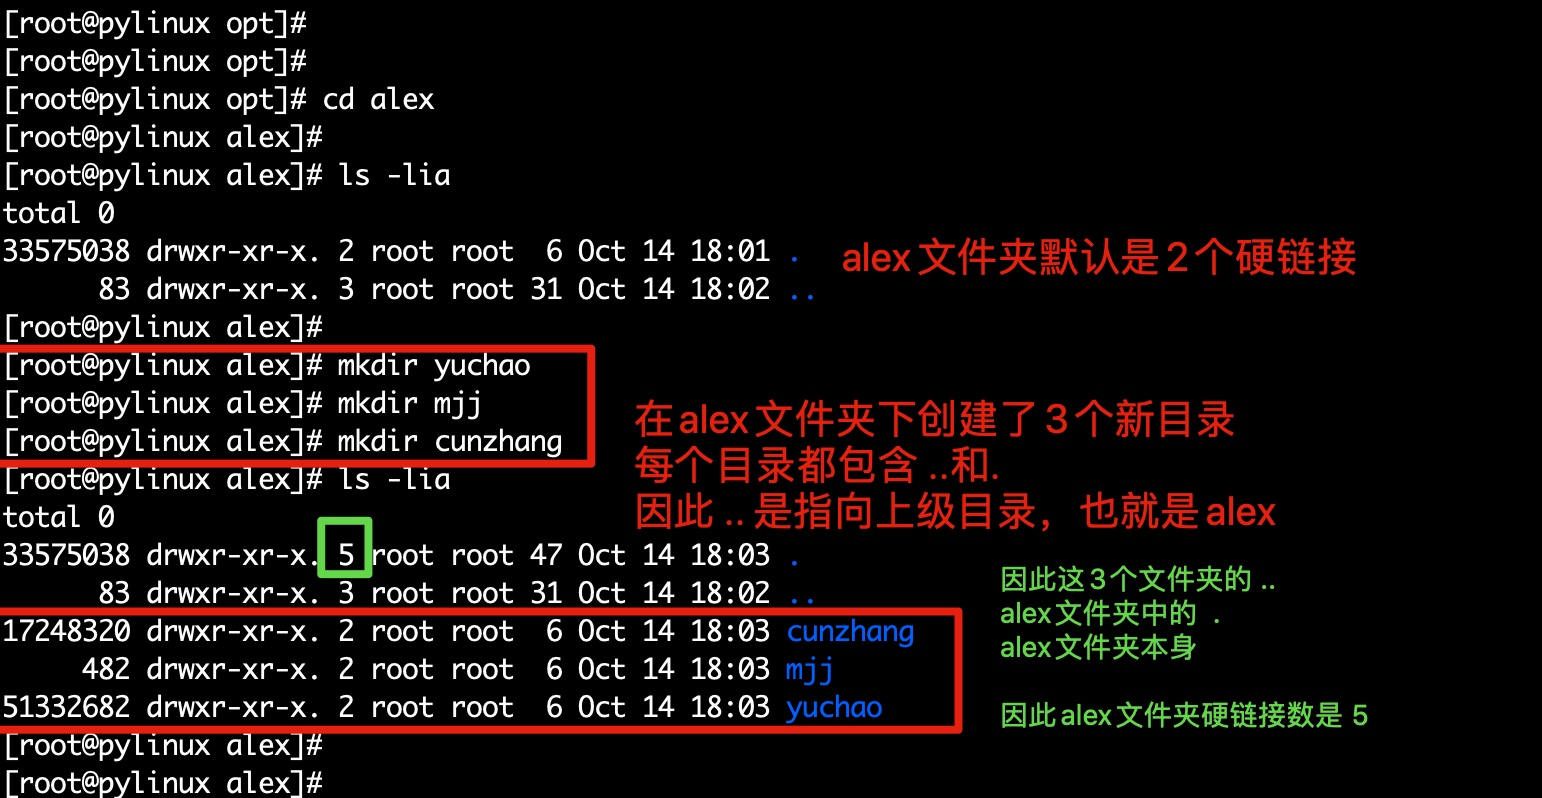 [root@pylinux opt]#
[root@pylinux opt]#
[root@pylinux opt]# cd alex
[root@pylinux alex]#
[root@pylinux alex]# ls -lia
total 0
33575038 drwxr-xr-x. 2 root root  6 Oct 14 18:01 .
alex文件夹默认是2个硬链接
      83 drwxr-xr-x. 3 root root 31 Oct 14 18:02 ..
[root@pylinux alex]#
[root@pylinux alex]# mkdir yuchao
[root@pylinux alex]# mkdir mjj
[root@pylinux alex]# mkdir cunzhang
[root@pylinux alex]# ls -lia
在alex文件夹下创建了3个新目录
每个目录都包含 ..和.
因此 .. 是指向上级目录，也就是alex
total 0
33575038 drwxr-xr-x. 5 root root 47 Oct 14 18:03 .
      83 drwxr-xr-x. 3 root root 31 Oct 14 18:02 ..
17248320 drwxr-xr-x. 2 root root  6 Oct 14 18:03 cunzhang
     482 drwxr-xr-x. 2 root root  6 Oct 14 18:03 mjj
51332682 drwxr-xr-x. 2 root root  6 Oct 14 18:03 yuchao
因此这3个文件夹的 ..
alex文件夹中的 .
alex文件夹本身
因此alex文件夹硬链接数是 5
[root@pylinux alex]#
[root@pylinux alex]#